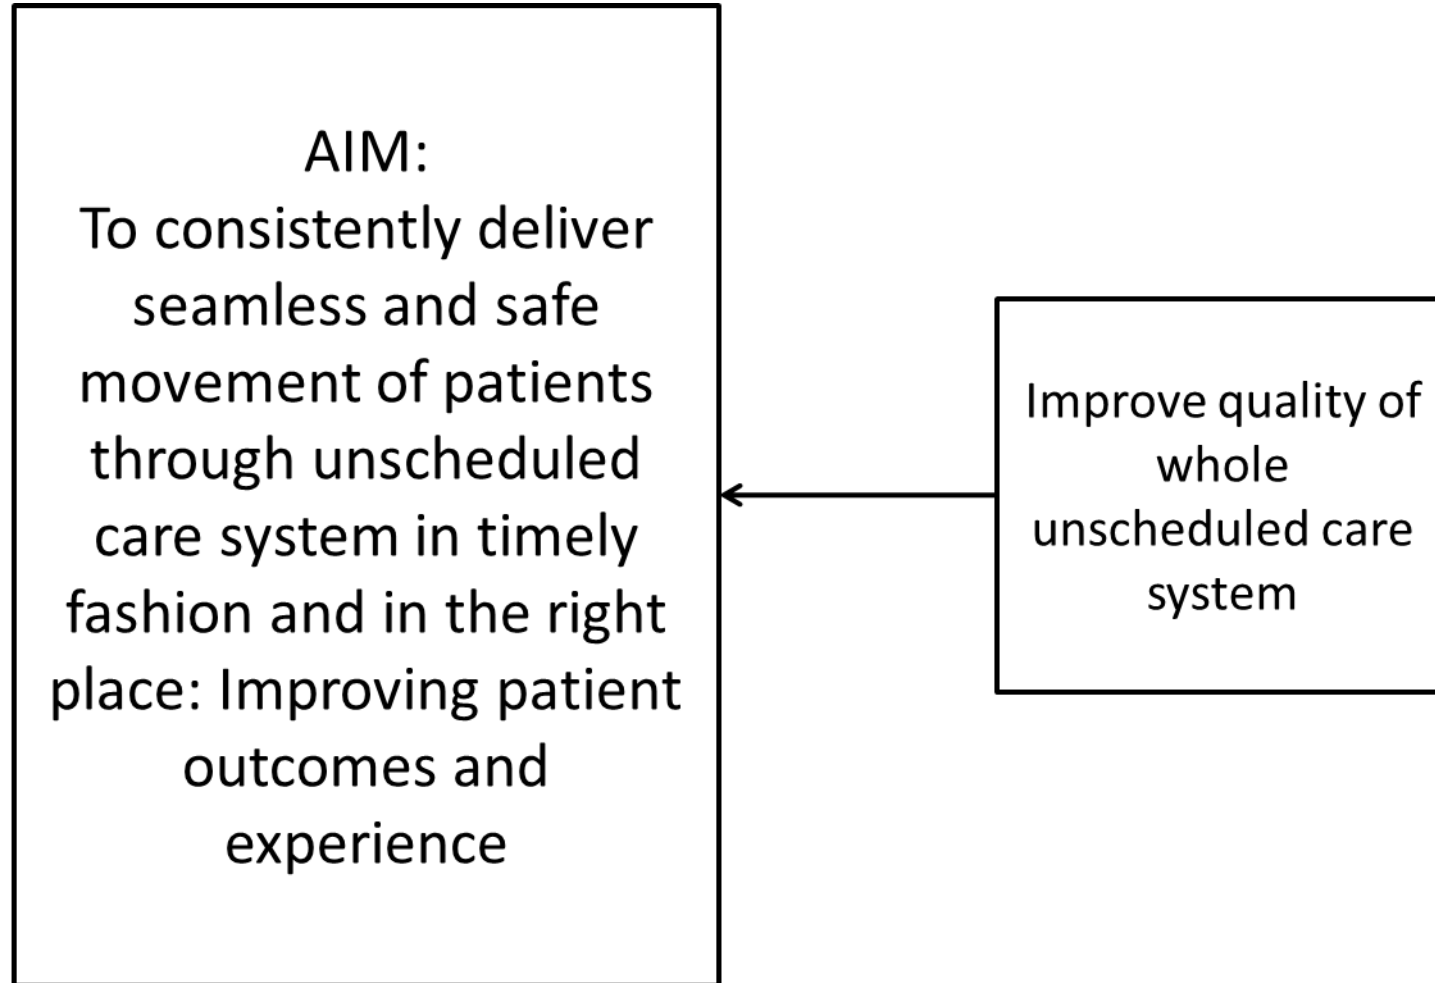 AIM:
To consistently deliver
seamless and safe
movement of patients
through unscheduled
care system in timely
fashion and in the right
place: Improving patient
outcomes and
experience
Improve quality of
whole
unscheduled care
system